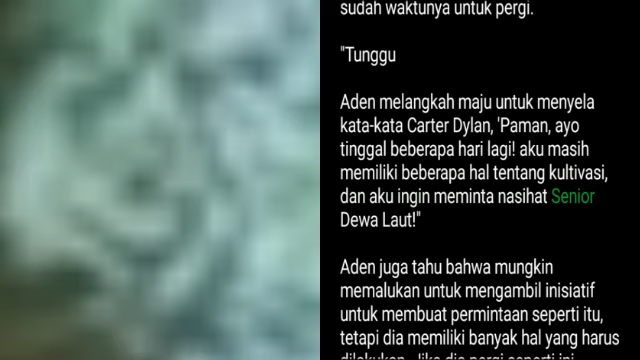 sudah waktunya untuk pergi.
"Tunggu
Aden melangkah maju untuk menyela
kata-kata Carter Dylan, 'Paman, ayo
tinggal beberapa hari lagi! aku masih
memiliki beberapa hal tentang kultivasi,
dan aku ingin meminta nasihat Senior
Dewa Laut!"
Aden juga tahu bahwa mungkin
memalukan untuk mengambil inisiatif
untuk membuat permintaan seperti itu,
tetapi dia memiliki banyak hal yang harus